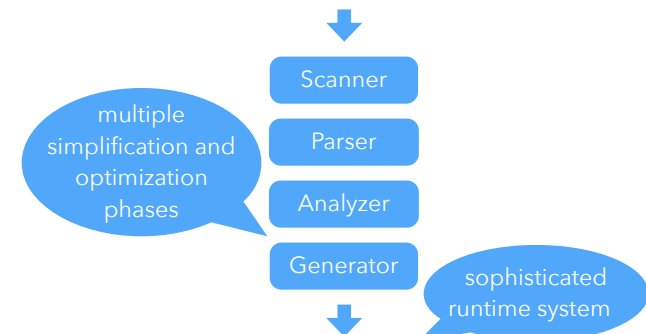 Scanner
multiple
simplification and
optimization
phases
Parser
Analyzer
Generator
sophisticated
runtime system